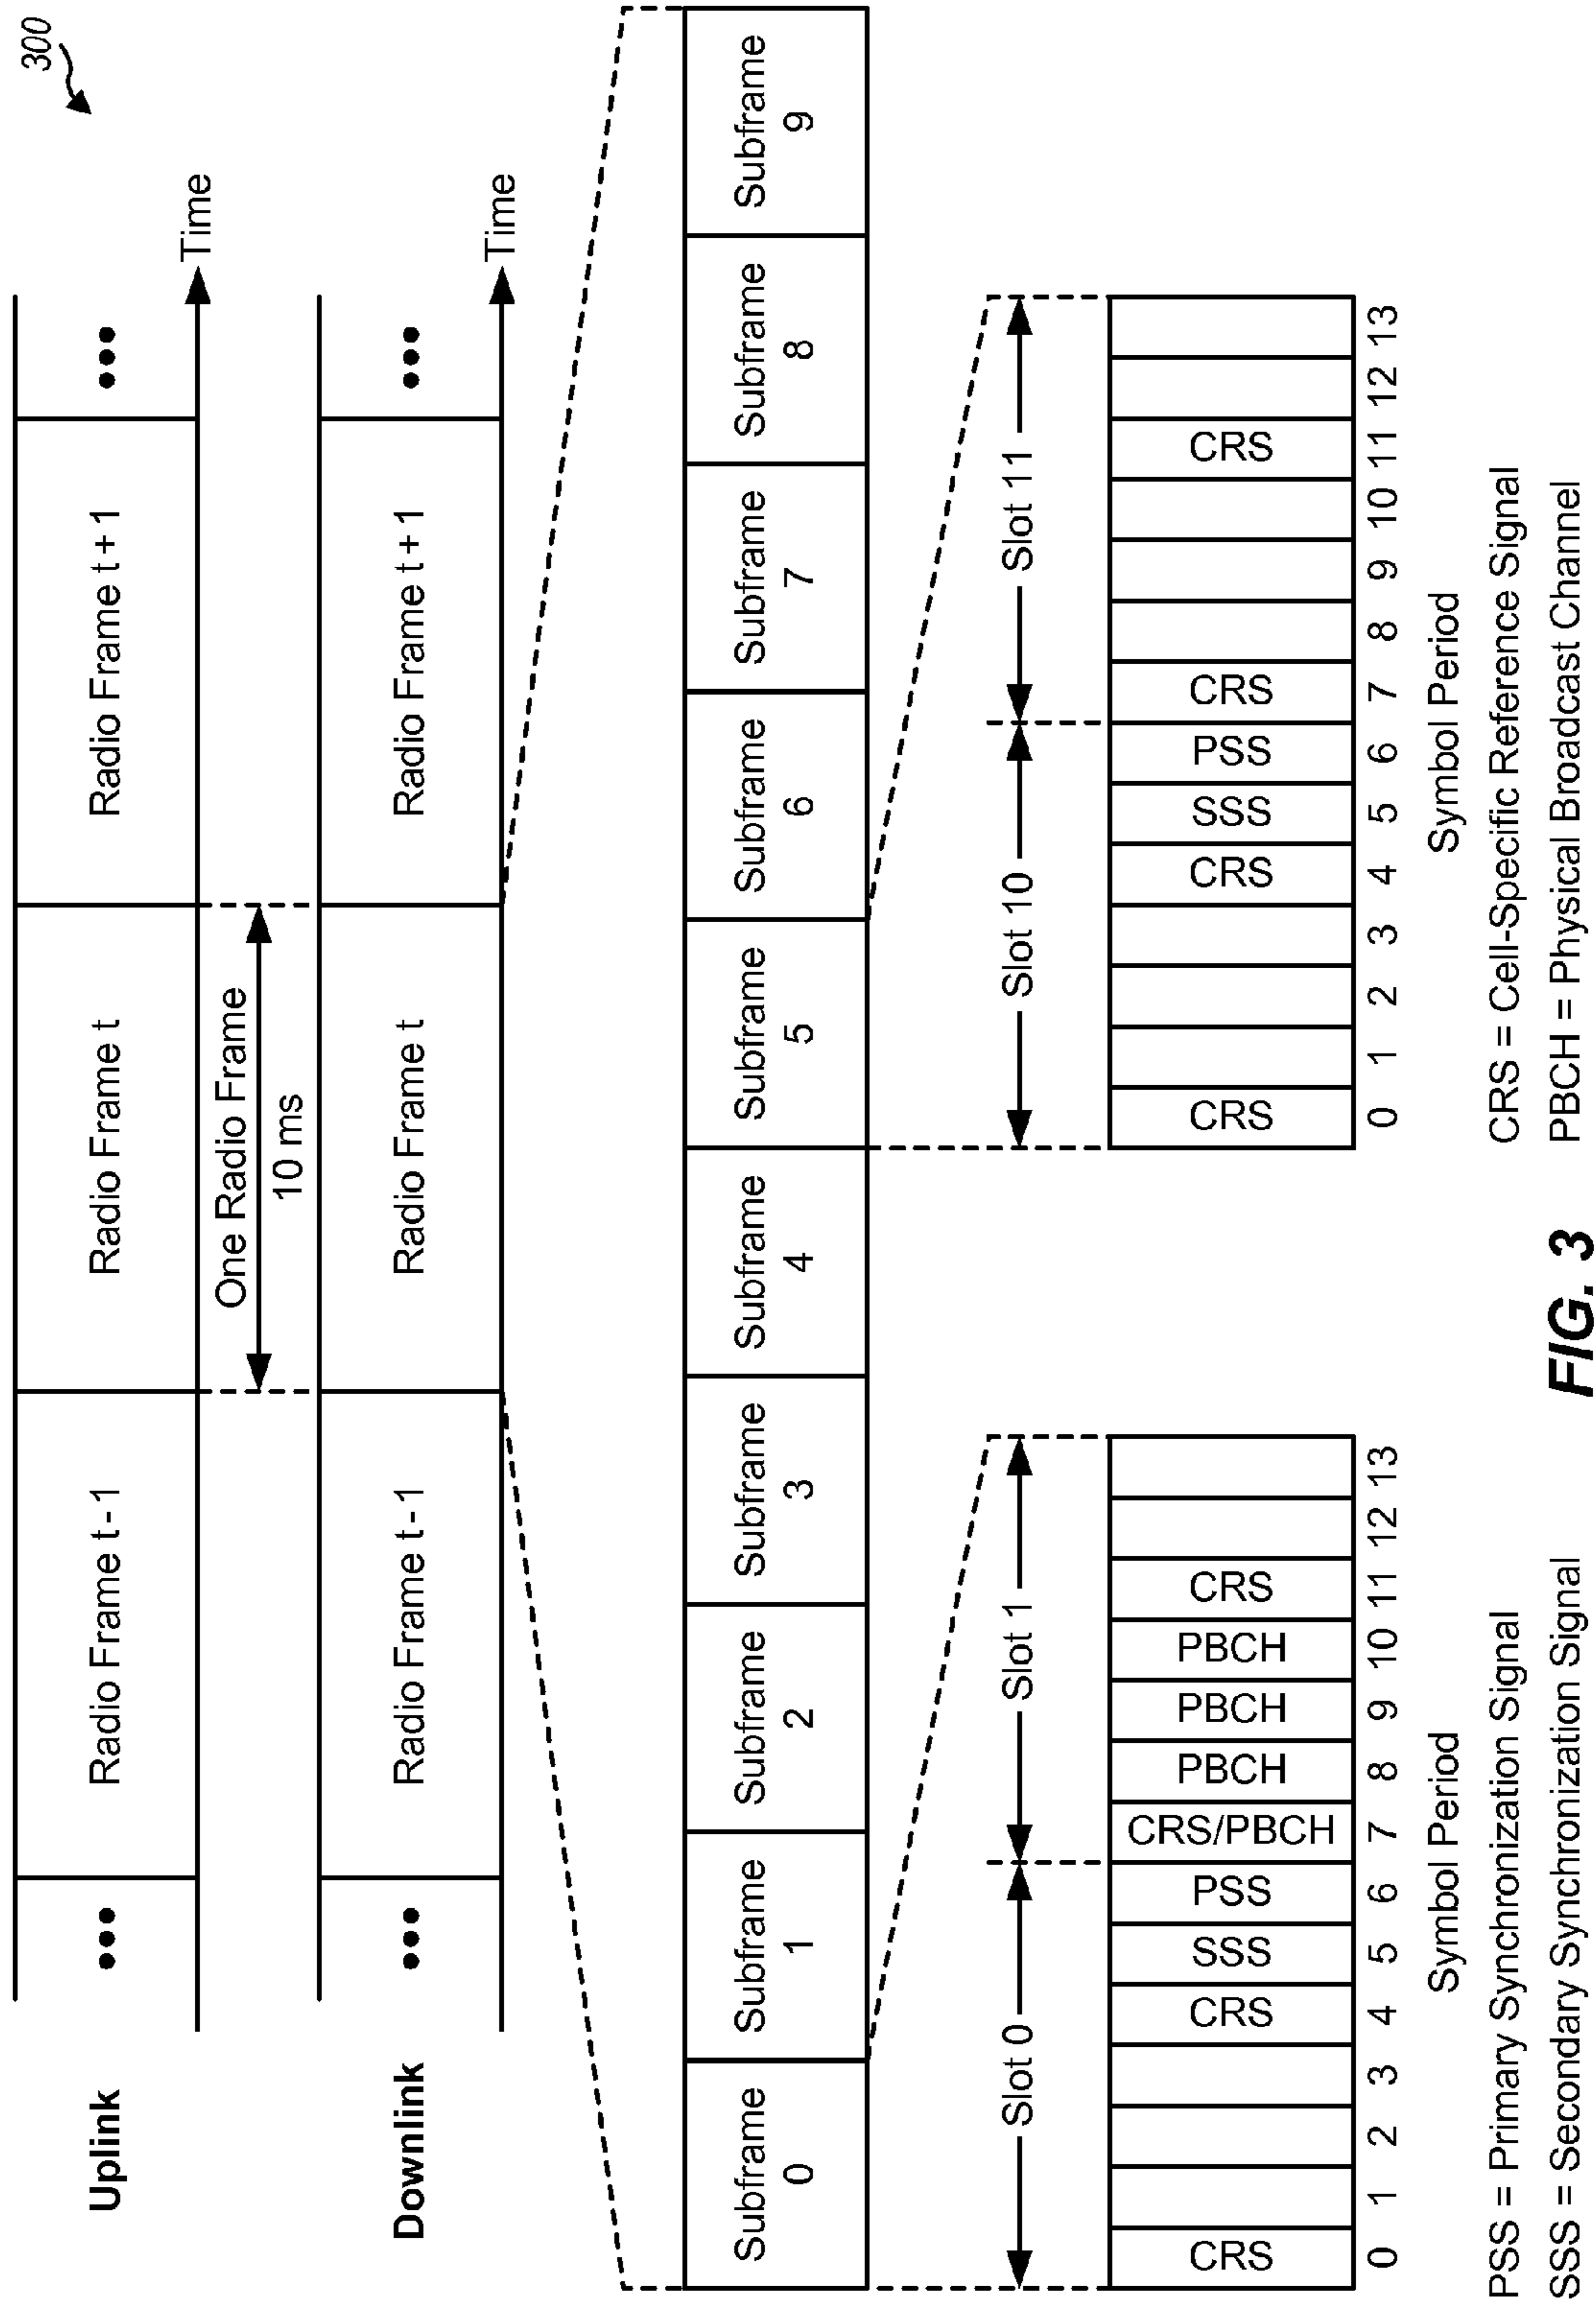 300
Uplink
••• Radio Frame t-1 Radio Frame t Radio Frame t+1 •••
Time
One Radio Frame
10 ms
Downlink
••• Radio Frame t-1 Radio Frame t Radio Frame t+1 •••
Time
Subframe 0 Subframe 1 Subframe 2 Subframe 3 Subframe 4 Subframe 5 Subframe 6 Subframe 7 Subframe 8 Subframe 9
Slot 0 Slot 1
CRS CRS SSS PSS CRS/PBCH PBCH PBCH PBCH CRS
0 1 2 3 4 5 6 7 8 9 10 11 12 13
Symbol Period
Slot 10 Slot 11
CRS CRS SSS PSS CRS CRS
0 1 2 3 4 5 6 7 8 9 10 11 12 13
Symbol Period
PSS = Primary Synchronization Signal
SSS = Secondary Synchronization Signal
CRS = Cell-Specific Reference Signal
PBCH = Physical Broadcast Channel
FIG. 3